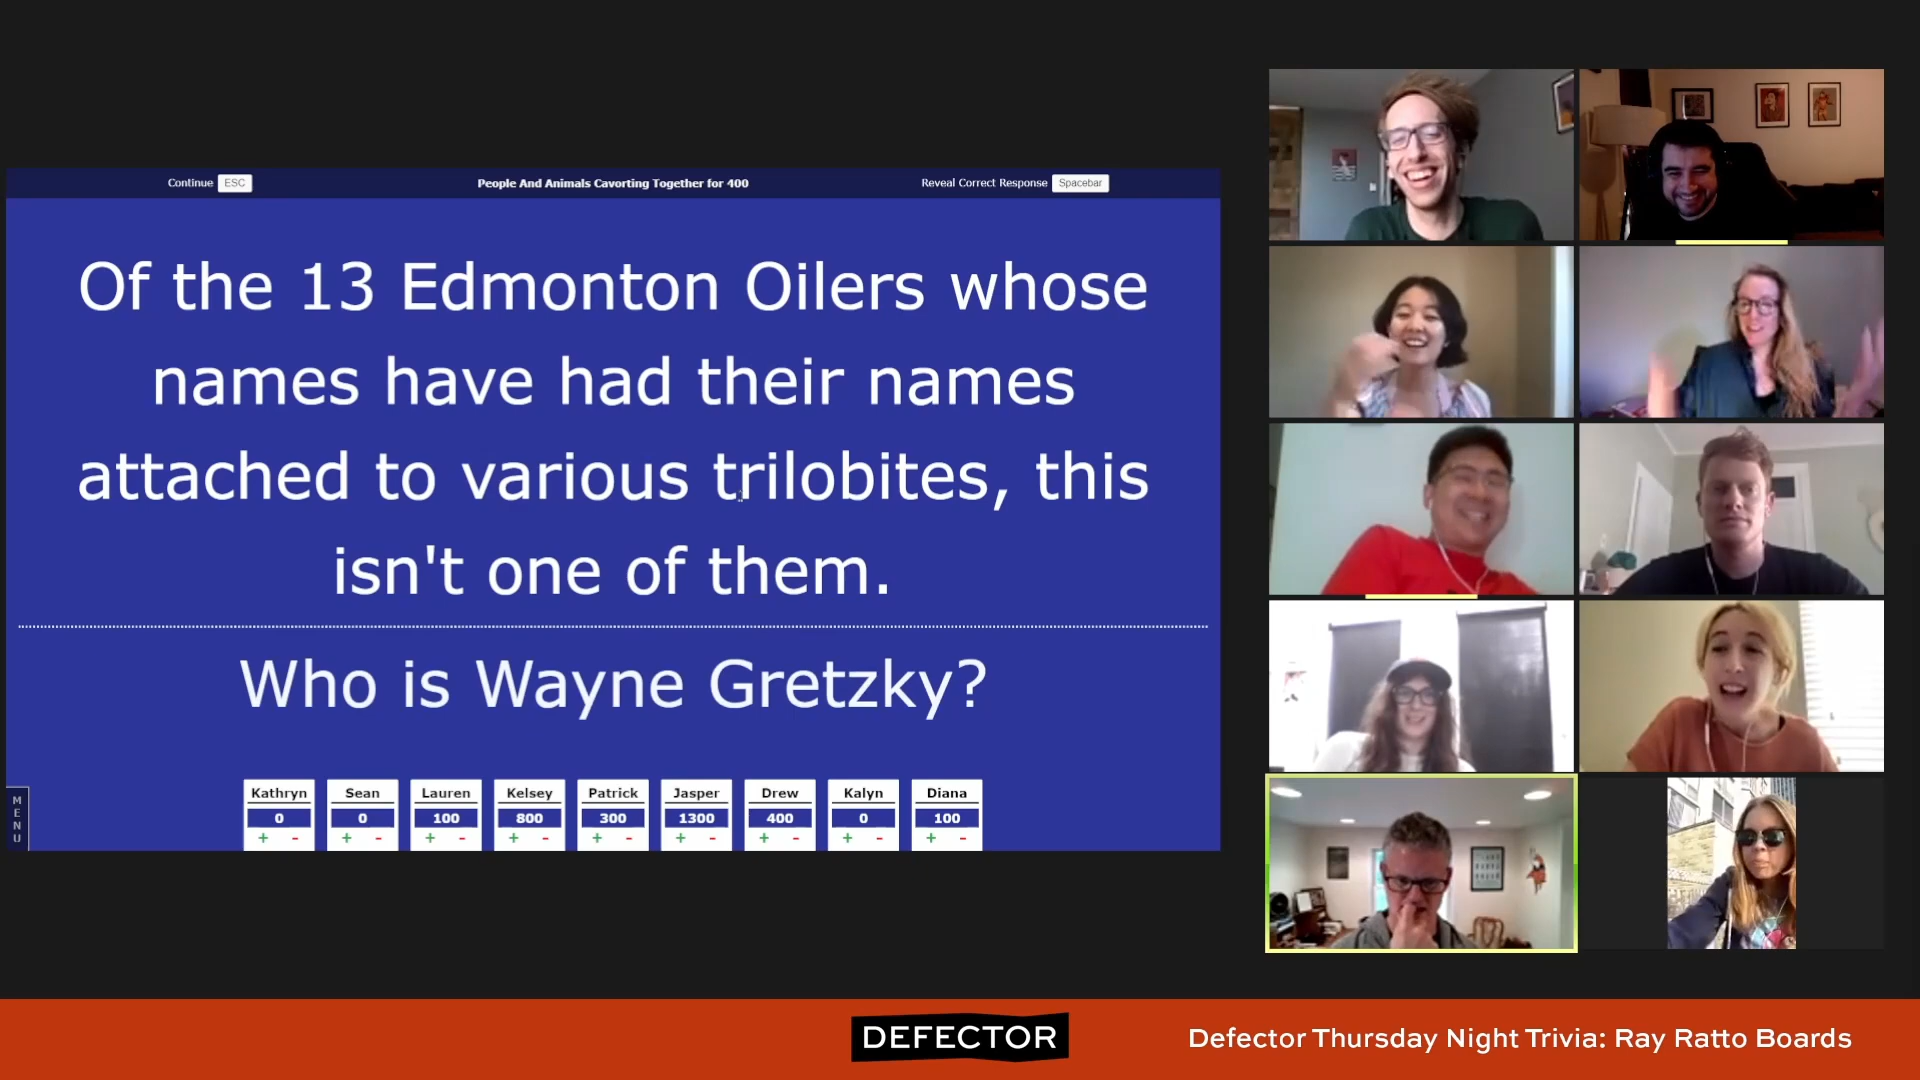 Continue ESC People And Animals Cavorting Together for 400 Reveal Correct Response Spacebar
Of the 13 Edmonton Oilers whose
names have had their names
attached to various trilobites, this
isn't one of them.
Who is Wayne Gretzky?
MENU
Kathryn Sean Lauren Kelsey Patrick Jasper Drew Kalyn Diana
0 0 100 800 300 1300 400 0 100
+ - + - + - + - + - + - + - + - + -
DEFECTOR
Defector Thursday Night Trivia: Ray Ratto Boards